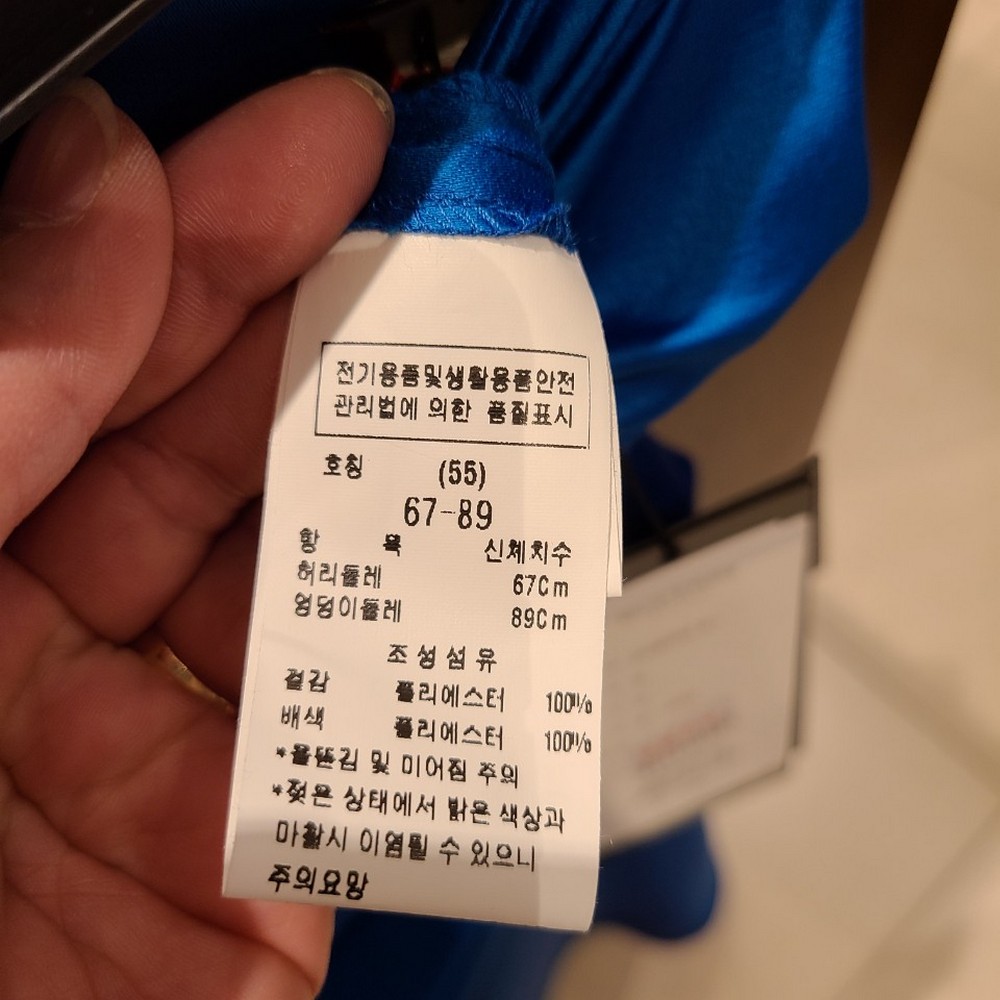 전기용품및생활용품안전
관리법에 의한 품질표시
호칭 (55)
67-89
항 목 신체치수
허리둘레 67Cm
엉덩이둘레 89Cm
조성섬유
겉감 폴리에스터 100%
배색 폴리에스터 100%
*올뜯김 및 미어짐 주의
*젖은 상태에서 밝은 색상과
마찰시 이염될 수 있으니
주의요망